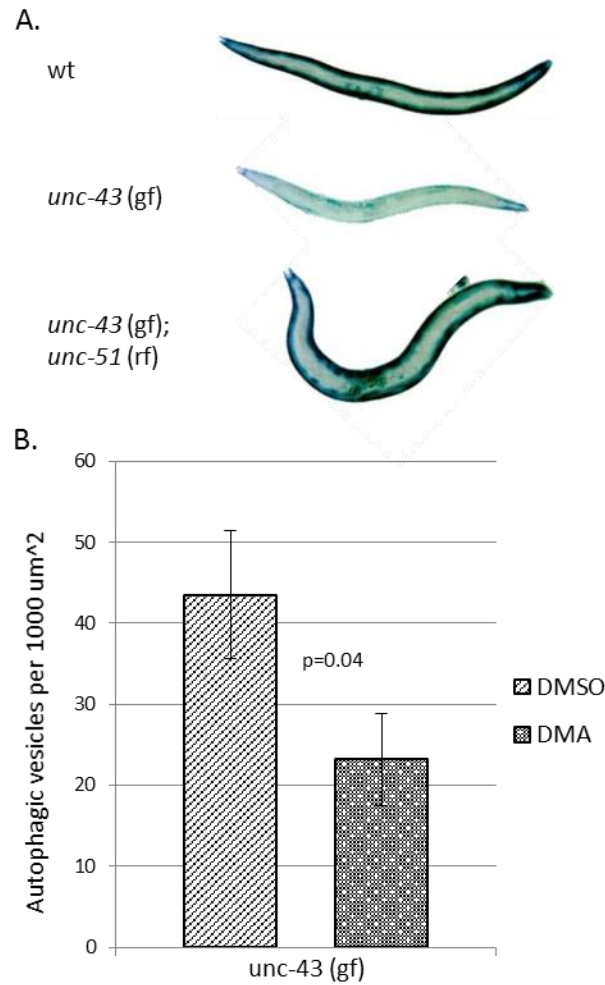 A.
wt
unc-43 (gf)
unc-43 (gf);
unc-51 (rf)
B.
Autophagic vesicles per 1000 um^2
60
50
40
30
20
10
0
p=0.04
DMSO
DMA
unc-43 (gf)